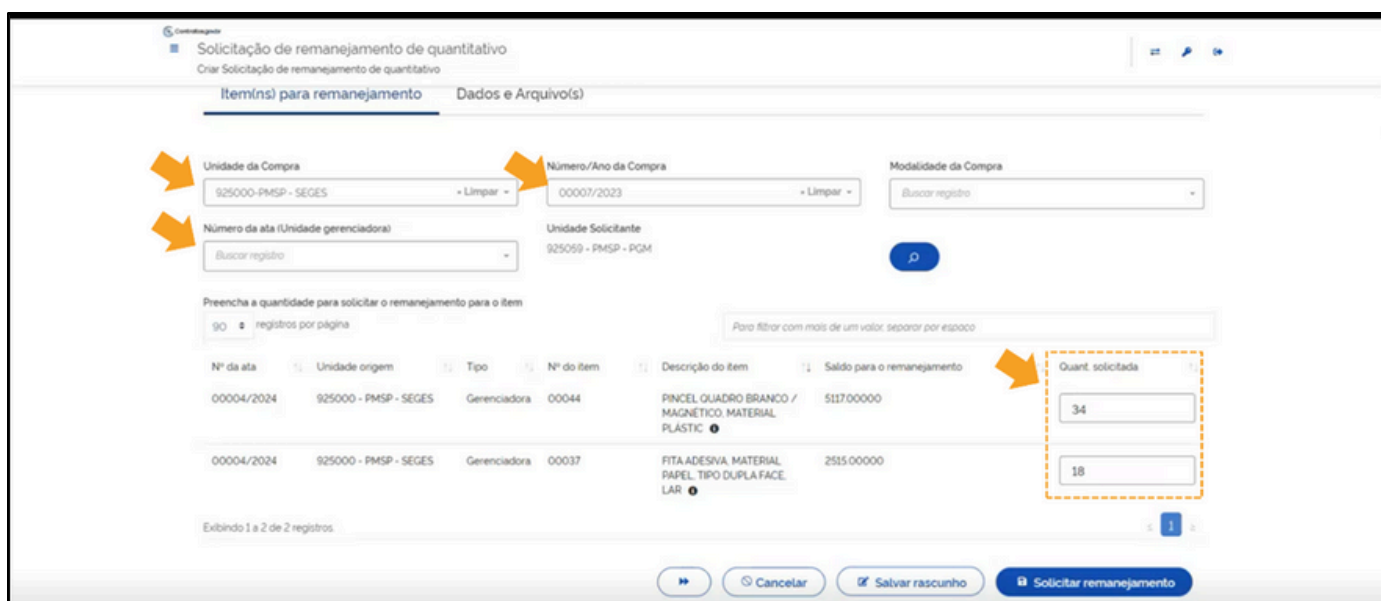 Contratos.gov.br
Solicitação de remanejamento de quantitativo
Criar Solicitação de remanejamento de quantitativo
Item(ns) para remanejamento Dados e Arquivo(s)
Unidade da Compra Número/Ano da Compra Modalidade da Compra
925000-PMSP - SEGES × Limpar 00007/2023 × Limpar Buscar registro
Número da ata (Unidade gerenciadora) Unidade Solicitante
Buscar registro 925059 - PMSP - PGM
Preencha a quantidade para solicitar o remanejamento para o item
90 registros por página Para filtrar com mais de um valor, separar por espaço
Nº da ata Unidade origem Tipo Nº do item Descrição do item Saldo para o remanejamento Quant. solicitada
00004/2024 925000 - PMSP - SEGES Gerenciadora 00044 PINCEL QUADRO BRANCO / 5117.00000 34
MAGNÉTICO, MATERIAL
PLÁSTIC
00004/2024 925000 - PMSP - SEGES Gerenciadora 00037 FITA ADESIVA, MATERIAL 2515.00000 18
PAPEL, TIPO DUPLA FACE,
LAR
Exibindo 1 a 2 de 2 registros. 1
Cancelar Salvar rascunho Solicitar remanejamento